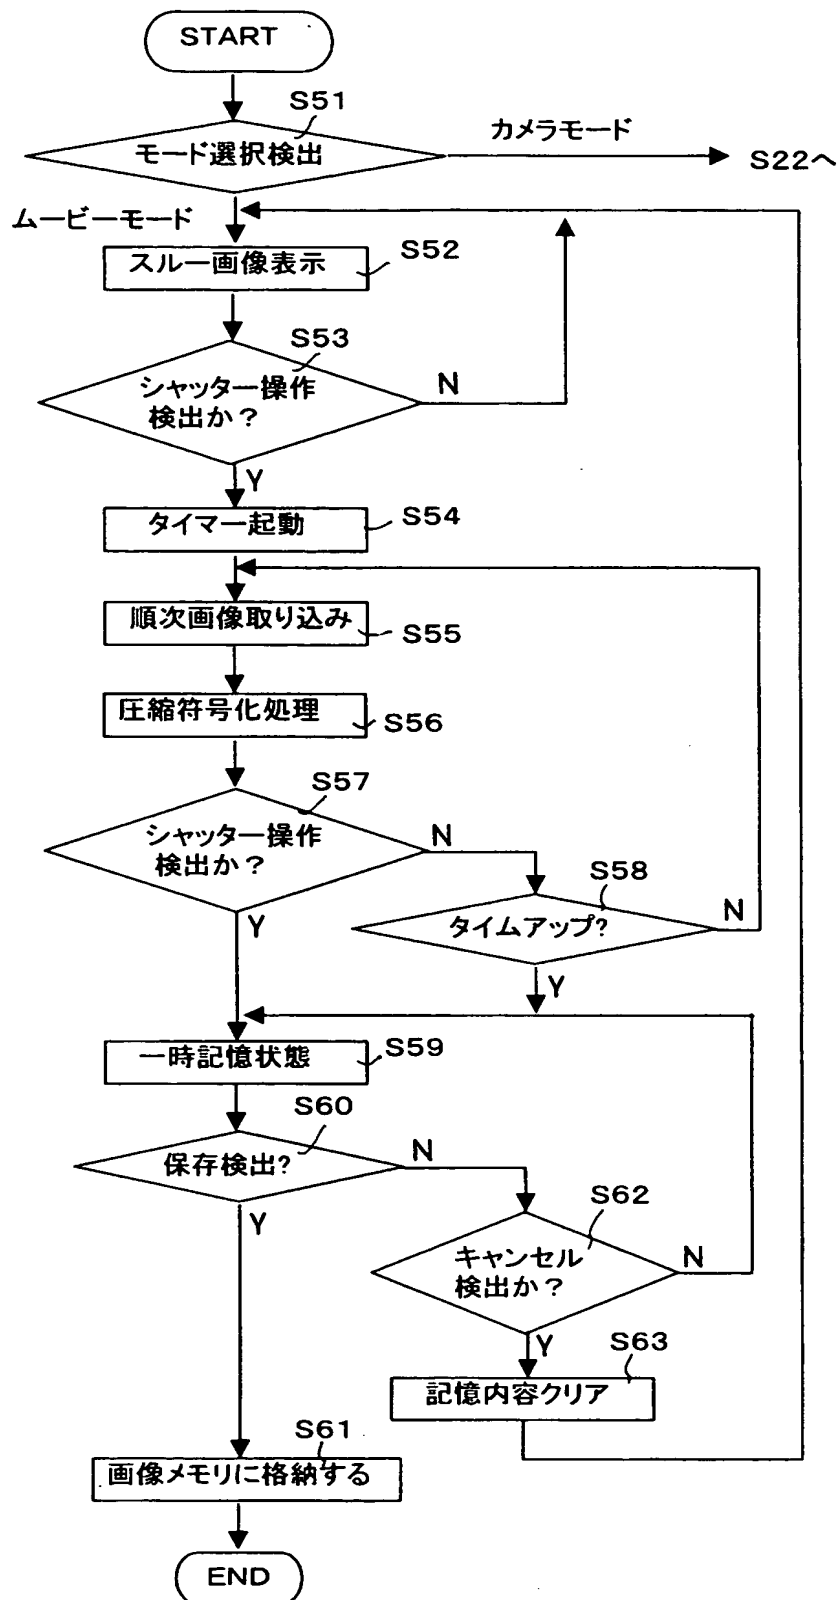 START
S51
モード選択検出
カメラモード
S22へ
ムービーモード
スルー画像表示
S52
S53
シャッター操作
検出か?
N
Y
タイマー起動
S54
順次画像取り込み
S55
圧縮符号化処理
S56
S57
シャッター操作
検出か?
N
Y
S58
タイムアップ?
N
Y
一時記憶状態
S59
S60
保存検出?
N
Y
S62
キャンセル
検出か?
N
Y
S63
記憶内容クリア
S61
画像メモリに格納する
END